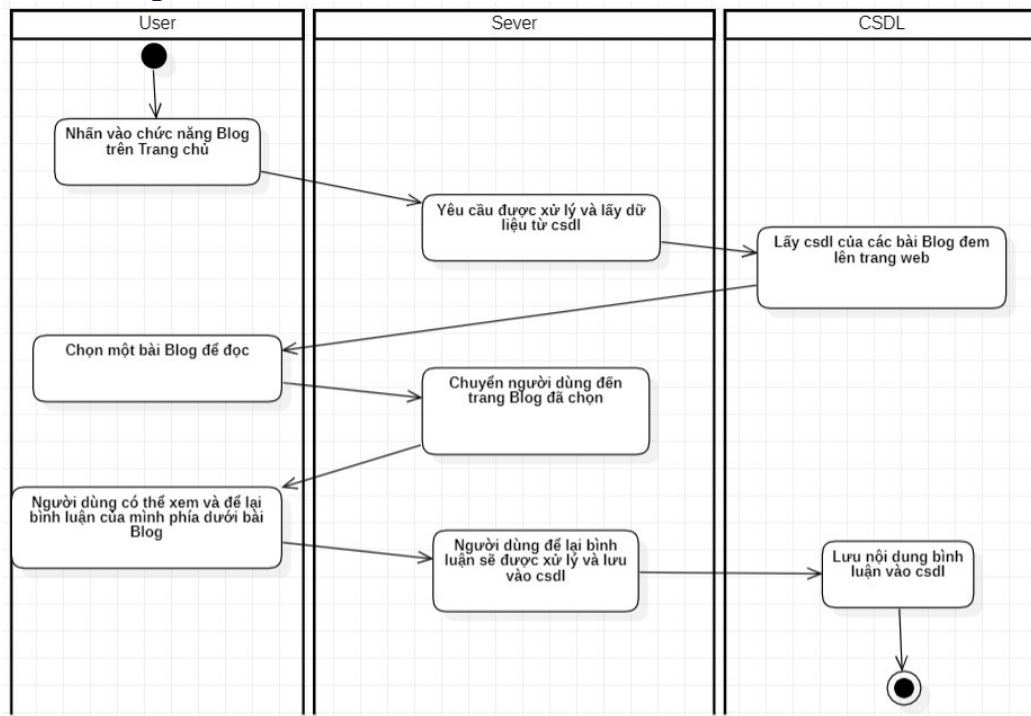 User
Sever
CSDL
Nhấn vào chức năng Blog
trên Trang chủ
Yêu cầu được xử lý và lấy dữ
liệu từ csdl
Lấy csdl của các bài Blog đem
lên trang web
Chọn một bài Blog để đọc
Chuyển người dùng đến
trang Blog đã chọn
Người dùng có thể xem và để lại
bình luận của mình phía dưới bài
Blog
Người dùng để lại bình
luận sẽ được xử lý và lưu
vào csdl
Lưu nội dung bình
luận vào csdl